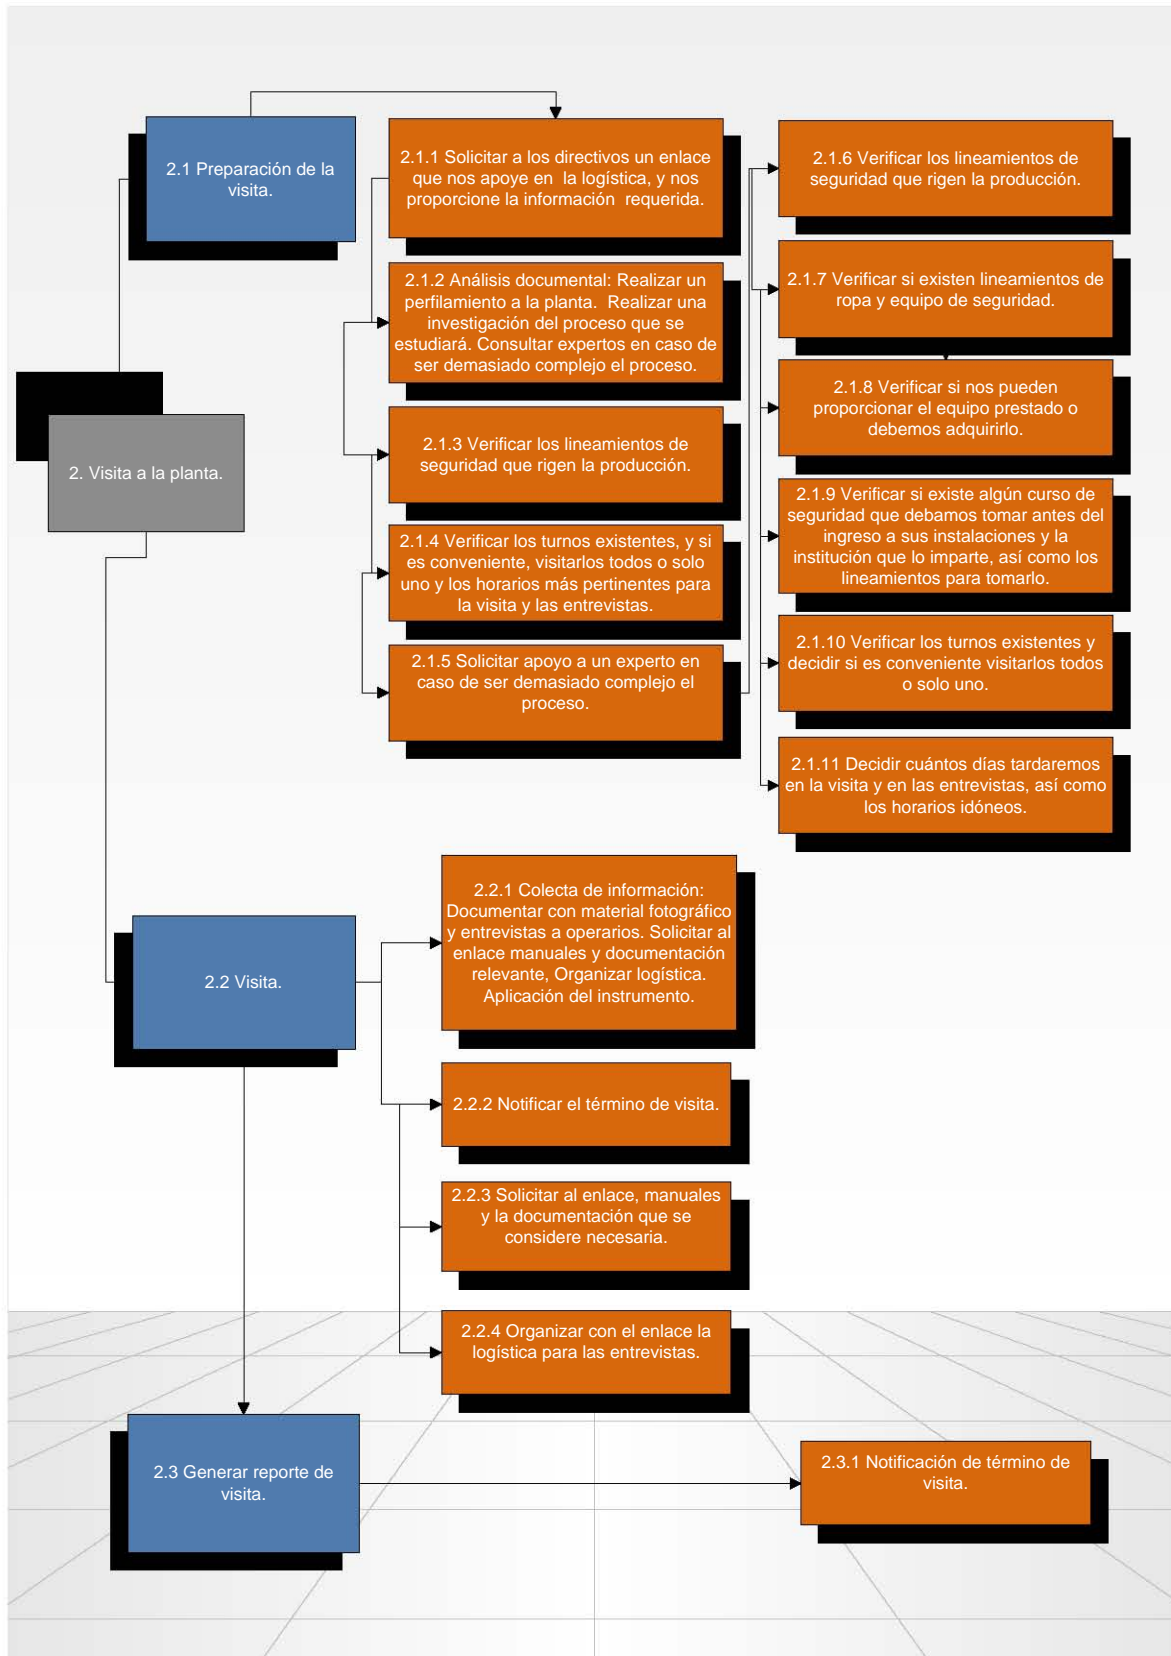 2.1 Preparación de la
visita.
2.1.1 Solicitar a los directivos un enlace
que nos apoye en la logística, y nos
proporcione la información requerida.
2.1.2 Análisis documental: Realizar un
perfilamiento a la planta. Realizar una
investigación del proceso que se
estudiará. Consultar expertos en caso de
ser demasiado complejo el proceso.
2.1.3 Verificar los lineamientos de
seguridad que rigen la producción.
2.1.4 Verificar los turnos existentes, y si
es conveniente, visitarlos todos o solo
uno y los horarios más pertinentes para
la visita y las entrevistas.
2.1.5 Solicitar apoyo a un experto en
caso de ser demasiado complejo el
proceso.
2.1.6 Verificar los lineamientos de
seguridad que rigen la producción.
2.1.7 Verificar si existen lineamientos de
ropa y equipo de seguridad.
2.1.8 Verificar si nos pueden
proporcionar el equipo prestado o
debemos adquirirlo.
2.1.9 Verificar si existe algún curso de
seguridad que debamos tomar antes del
ingreso a sus instalaciones y la
institución que lo imparte, así como los
lineamientos para tomarlo.
2.1.10 Verificar los turnos existentes y
decidir si es conveniente visitarlos todos
o solo uno.
2.1.11 Decidir cuántos días tardaremos
en la visita y en las entrevistas, así como
los horarios idóneos.
2. Visita a la planta.
2.2 Visita.
2.2.1 Colecta de información:
Documentar con material fotográfico
y entrevistas a operarios. Solicitar al
enlace manuales y documentación
relevante, Organizar logística.
Aplicación del instrumento.
2.2.2 Notificar el término de visita.
2.2.3 Solicitar al enlace, manuales
y la documentación que se
considere necesaria.
2.2.4 Organizar con el enlace la
logística para las entrevistas.
2.3 Generar reporte de
visita.
2.3.1 Notificación de término de
visita.